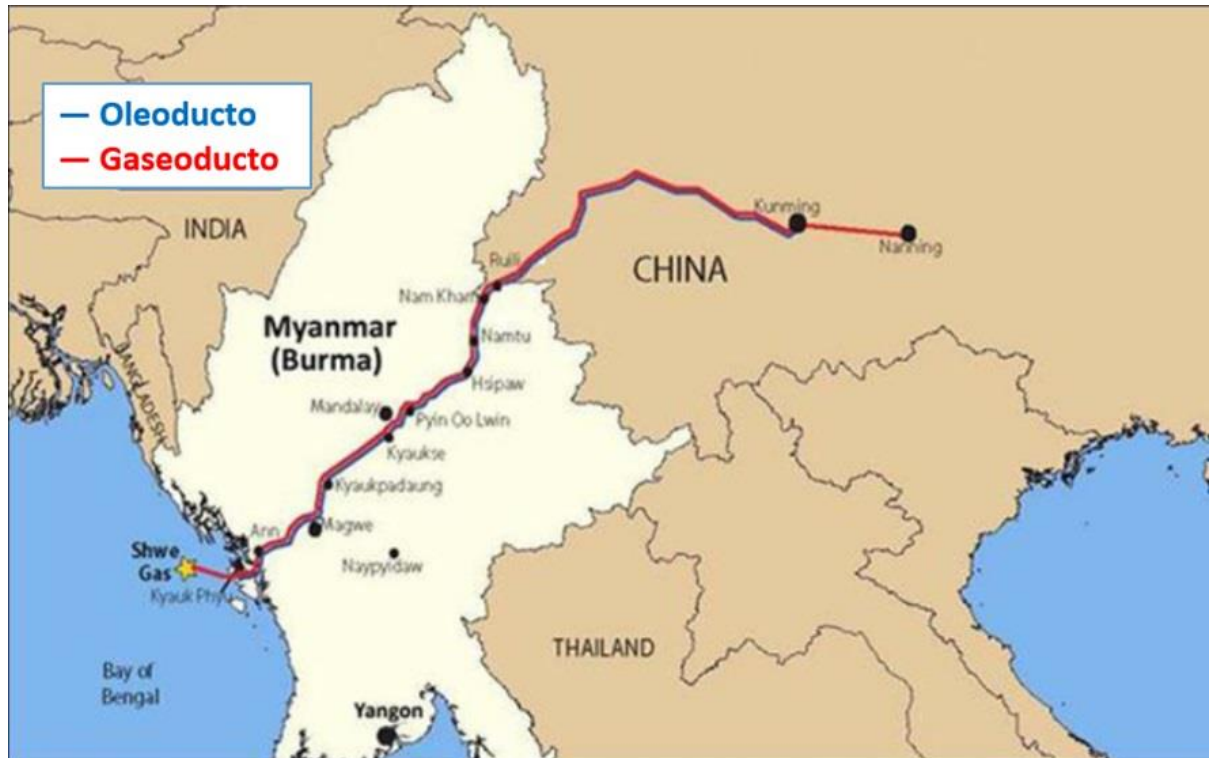 — Oleoducto
— Gaseoducto
INDIA
BANGLADESH
Myanmar
(Burma)
CHINA
Kunming
Nanning
Ruili
Nam Kham
Namtu
Hsipaw
Mandalay
Pyin Oo Lwin
Kyaukse
Kyaukpadaung
Magwe
Ann
Naypyidaw
Shwe
Gas
Kyauk Phyu
THAILAND
Bay of
Bengal
Yangon